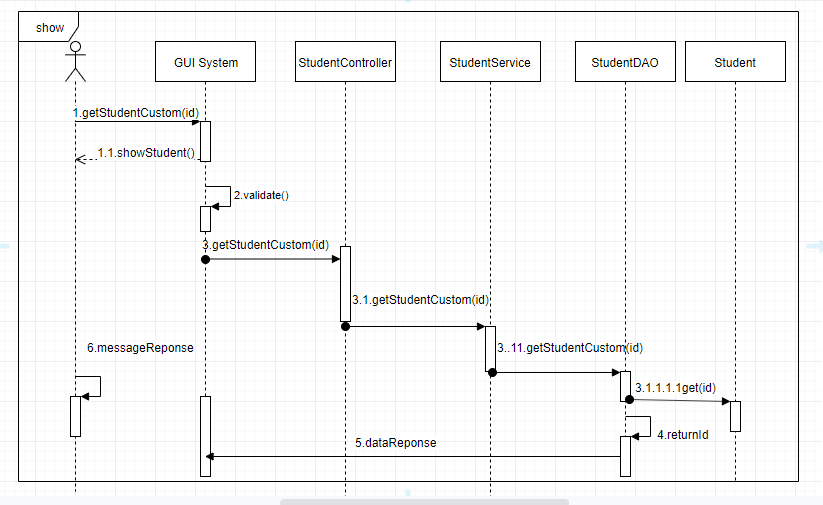 show
GUI System
StudentController
StudentService
StudentDAO
Student
1.getStudentCustom(id)
1.1.showStudent()
2.validate()
3.getStudentCustom(id)
3.1.getStudentCustom(id)
6.messageReponse
3..11.getStudentCustom(id)
3.1.1.1.1get(id)
4.returnId
5.dataReponse